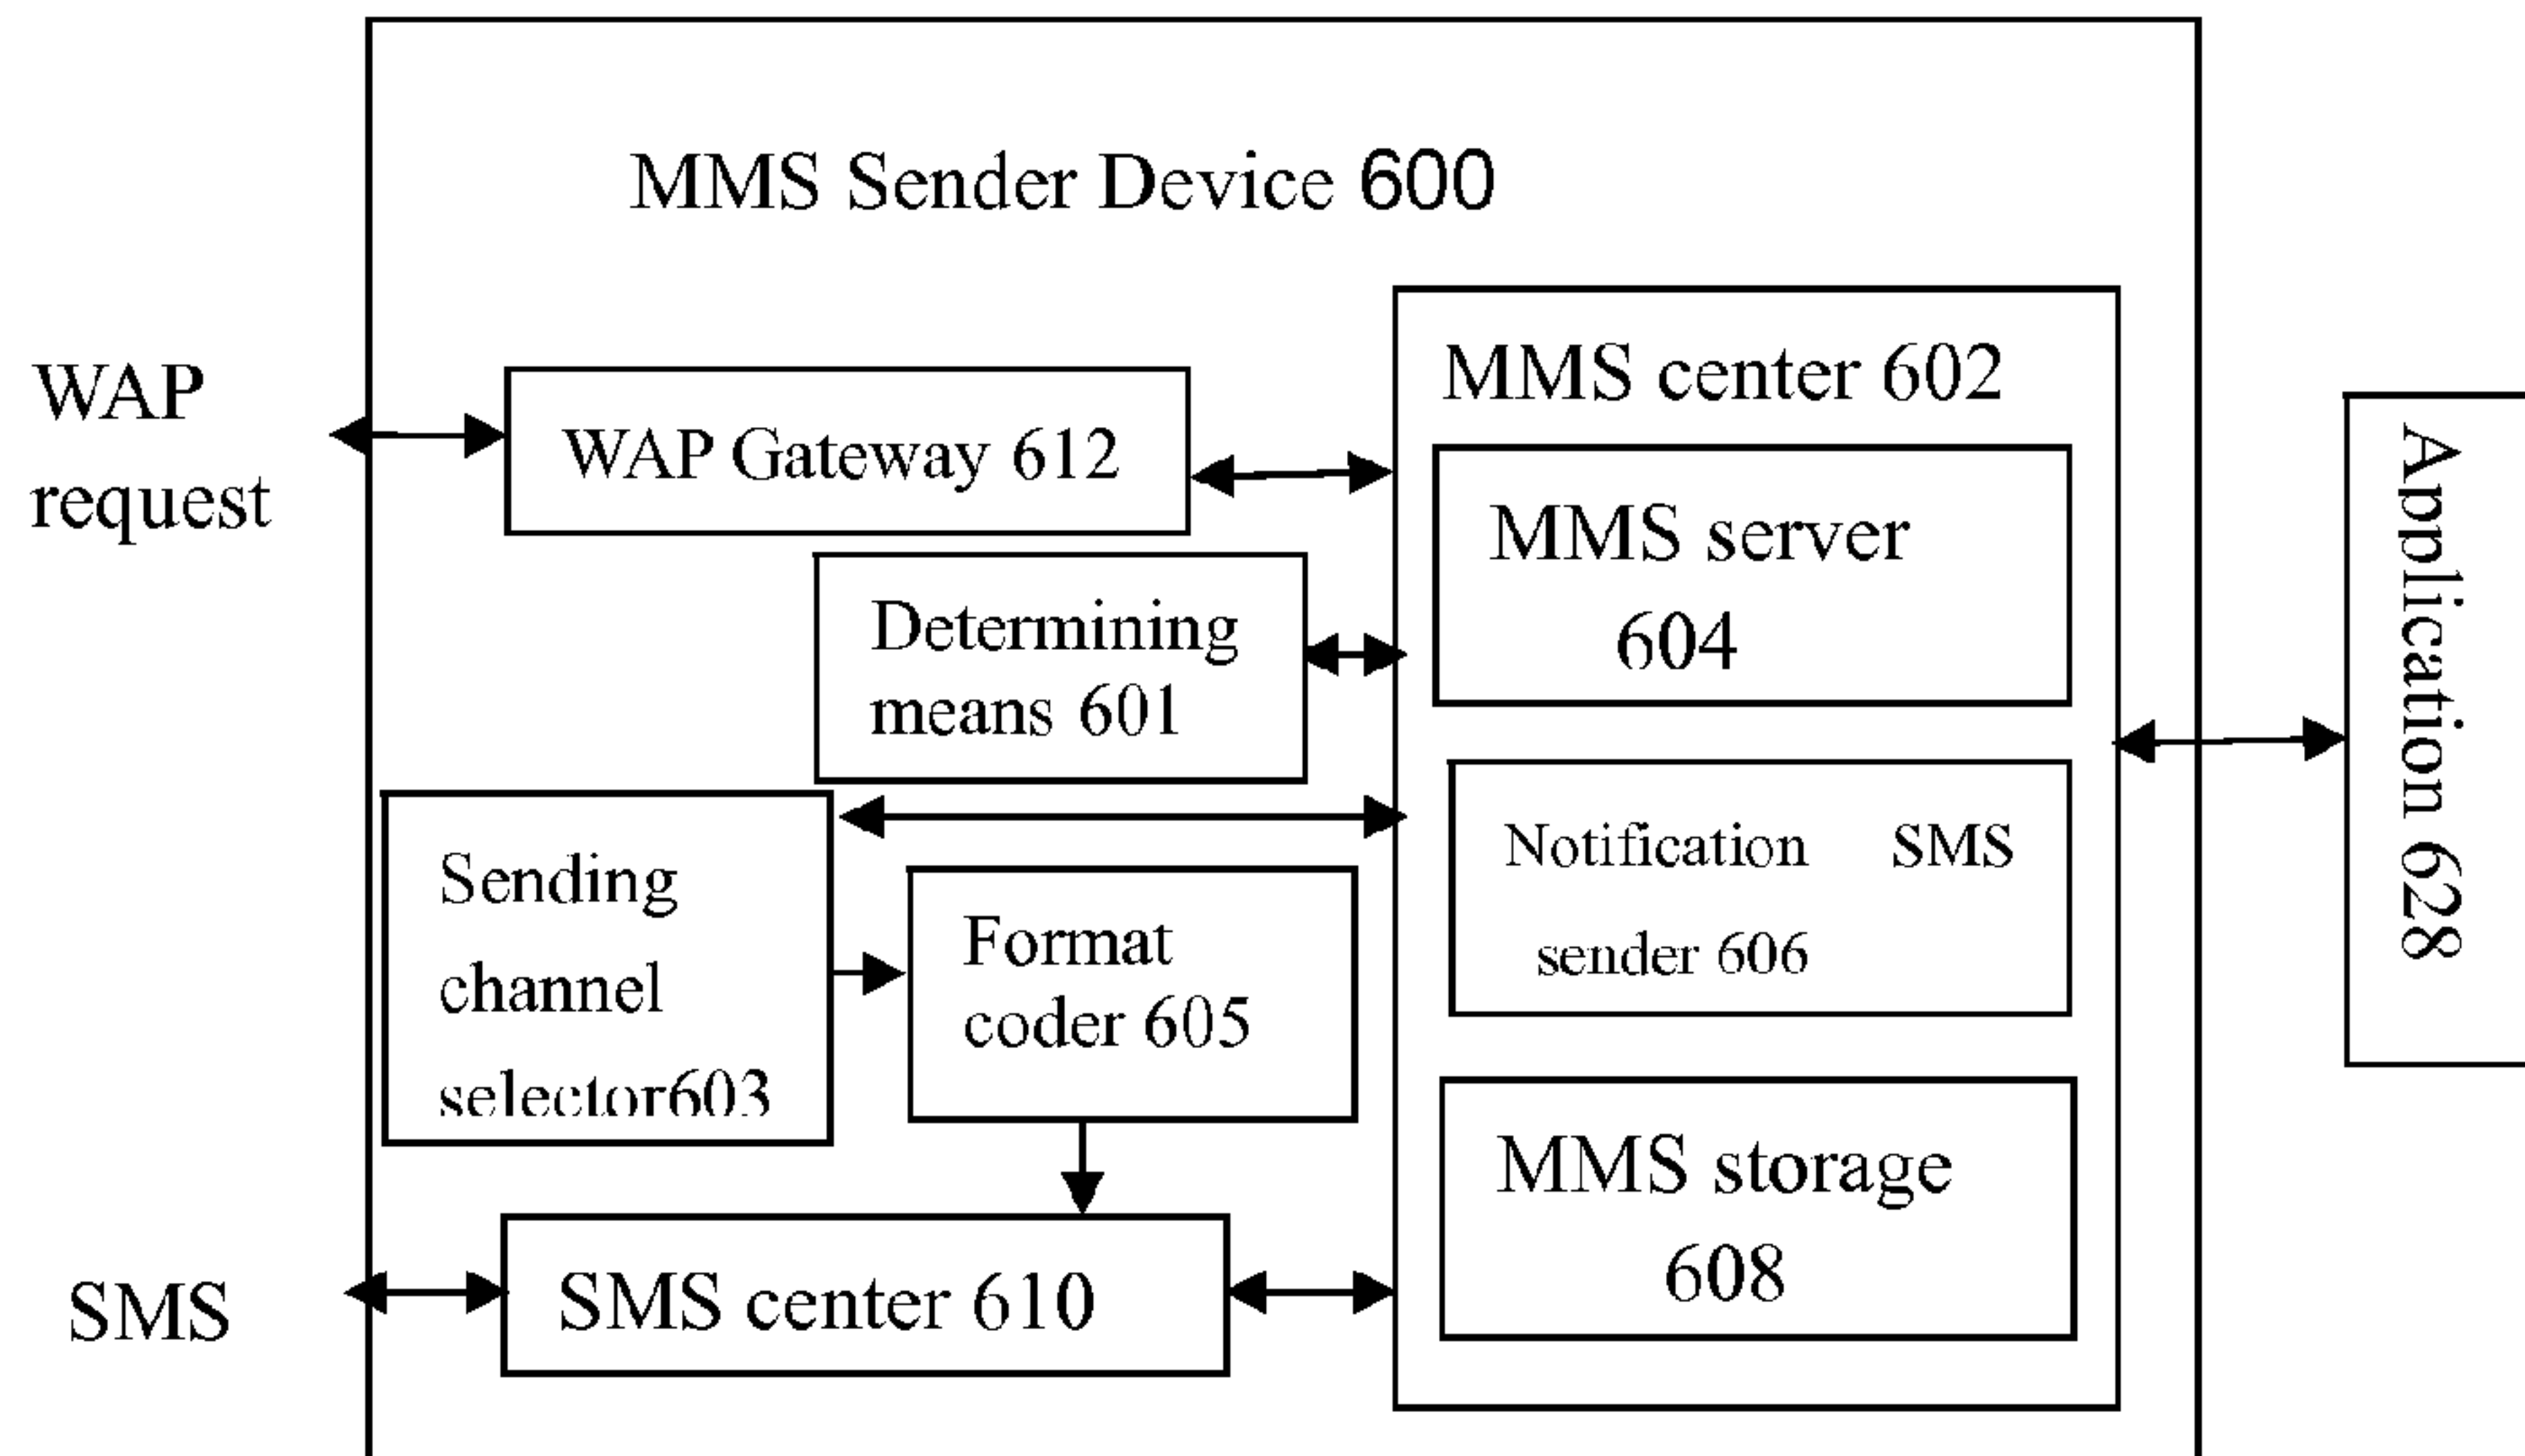 MMS Sender Device 600
WAP
request
WAP Gateway 612
MMS center 602
MMS server
604
Determining
means 601
Notification SMS
sender 606
Sending
channel
selector603
Format
coder 605
MMS storage
608
SMS
SMS center 610
Application 628